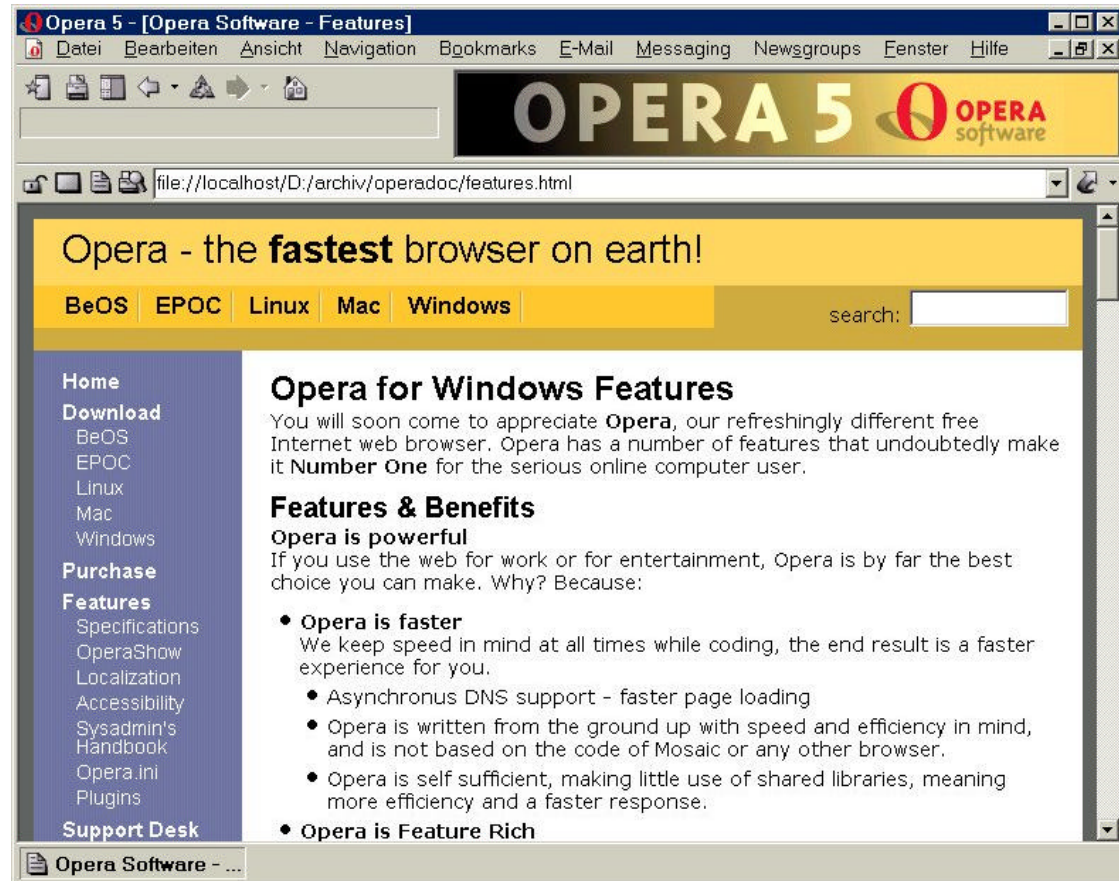 Opera 5 - [Opera Software - Features]
Datei Bearbeiten Ansicht Navigation Bookmarks E-Mail Messaging Newsgroups Fenster Hilfe
OPERA 5 OPERA software
file://localhost/D:/archiv/operadoc/features.html
Opera - the fastest browser on earth!
BeOS EPOC Linux Mac Windows search:
Home
Download
BeOS
EPOC
Linux
Mac
Windows
Purchase
Features
Specifications
OperaShow
Localization
Accessibility
Sysadmin's
Handbook
Opera.ini
Plugins
Support Desk
Opera for Windows Features
You will soon come to appreciate Opera, our refreshingly different free
Internet web browser. Opera has a number of features that undoubtedly make
it Number One for the serious online computer user.
Features & Benefits
Opera is powerful
If you use the web for work or for entertainment, Opera is by far the best
choice you can make. Why? Because:
• Opera is faster
We keep speed in mind at all times while coding, the end result is a faster
experience for you.
• Asynchronus DNS support - faster page loading
• Opera is written from the ground up with speed and efficiency in mind,
and is not based on the code of Mosaic or any other browser.
• Opera is self sufficient, making little use of shared libraries, meaning
more efficiency and a faster response.
• Opera is Feature Rich
Opera Software - ...